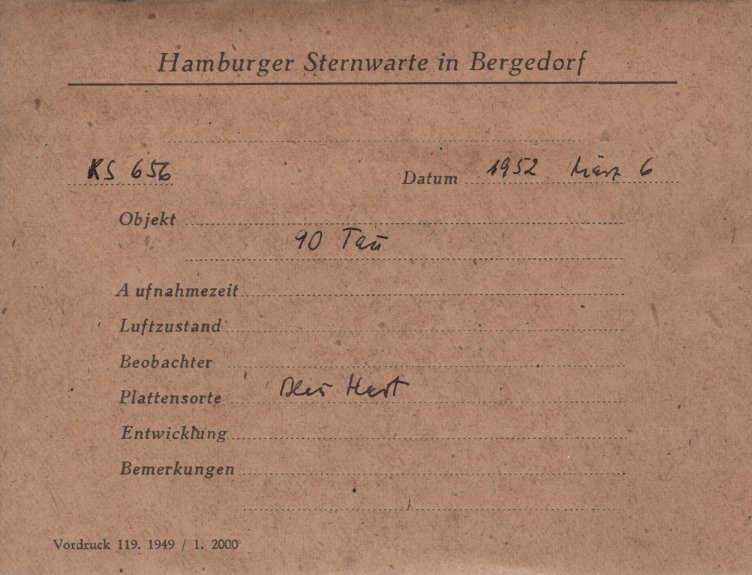 Hamburger Sternwarte in Bergedorf
KS 656
Datum 1952 März 6
Objekt
90 Tau
Aufnahmezeit
Luftzustand
Beobachter
Plattensorte Hart
Entwicklung
Bemerkungen
Vordruck 119. 1949 / 1. 2000